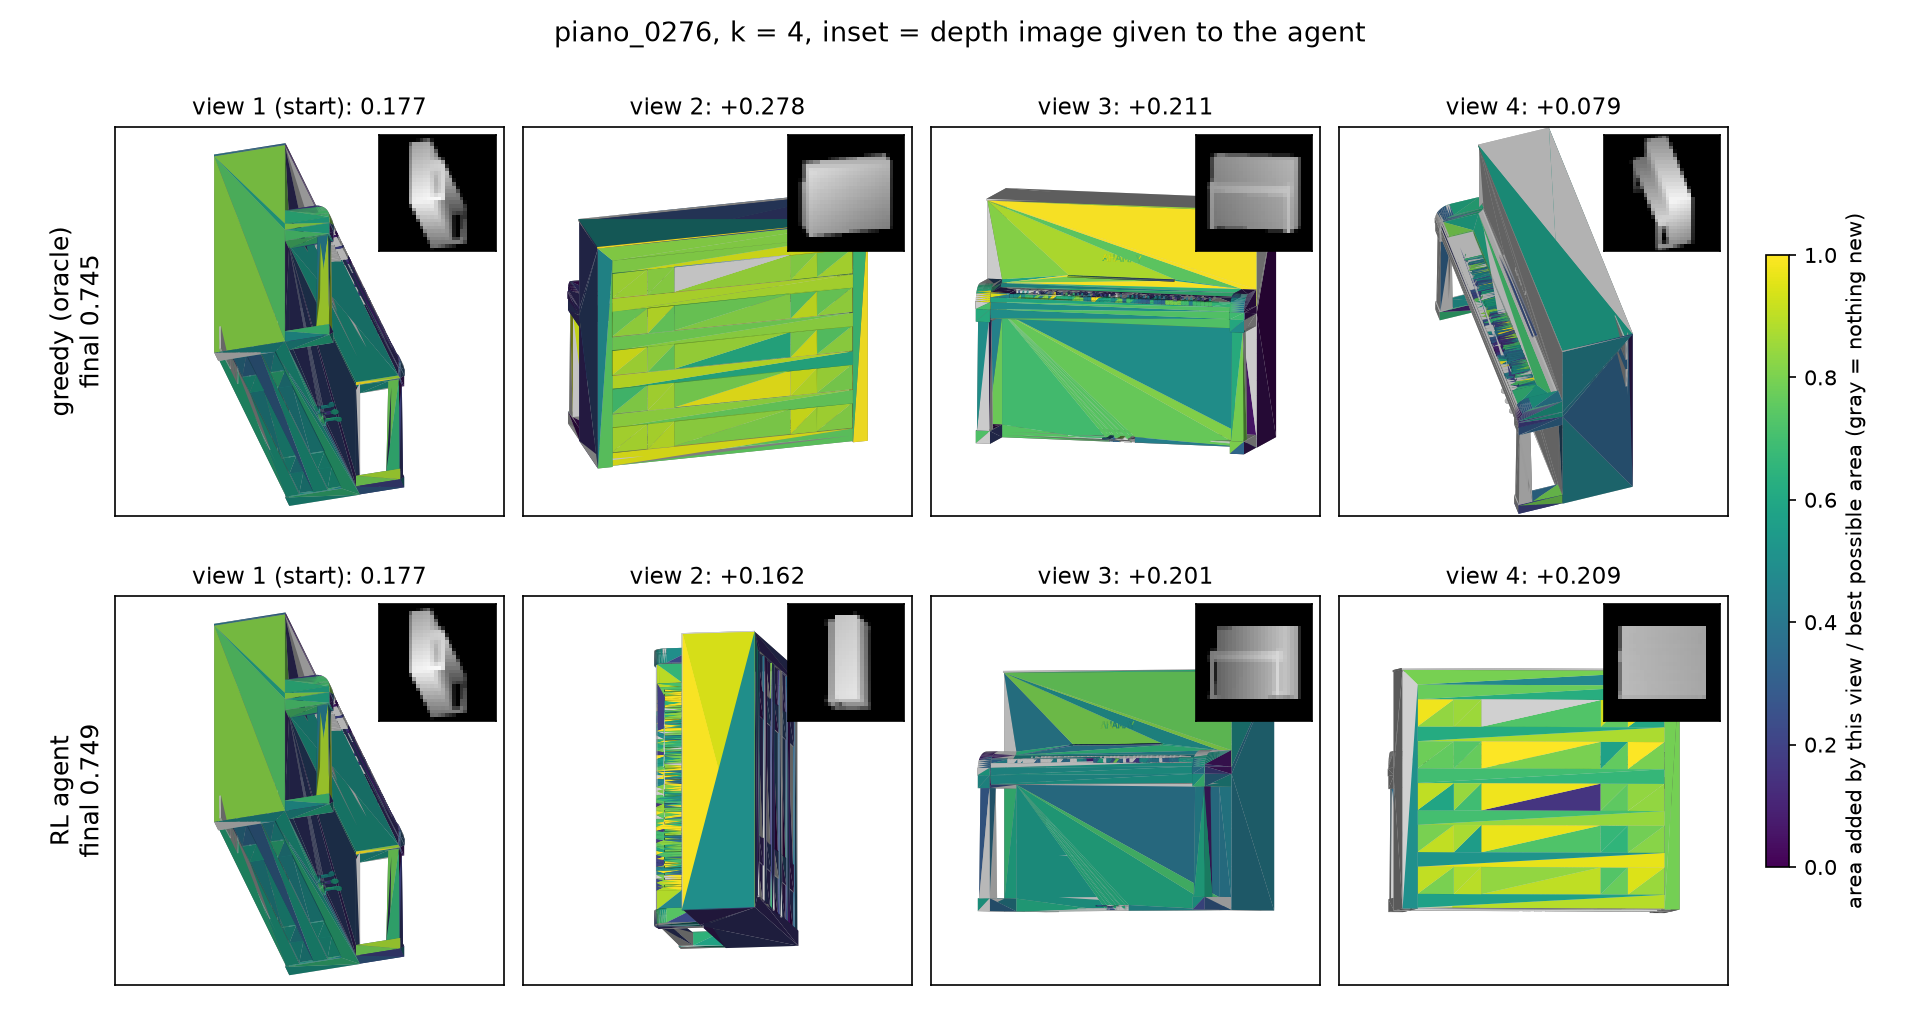 piano_0276, k = 4, inset = depth image given to the agent
view 1 (start): 0.177
view 2: +0.278
view 3: +0.211
view 4: +0.079
greedy (oracle)
final 0.745
view 1 (start): 0.177
view 2: +0.162
view 3: +0.201
view 4: +0.209
RL agent
final 0.749
1.0
0.8
0.6
0.4
0.2
0.0
area added by this view / best possible area (gray = nothing new)